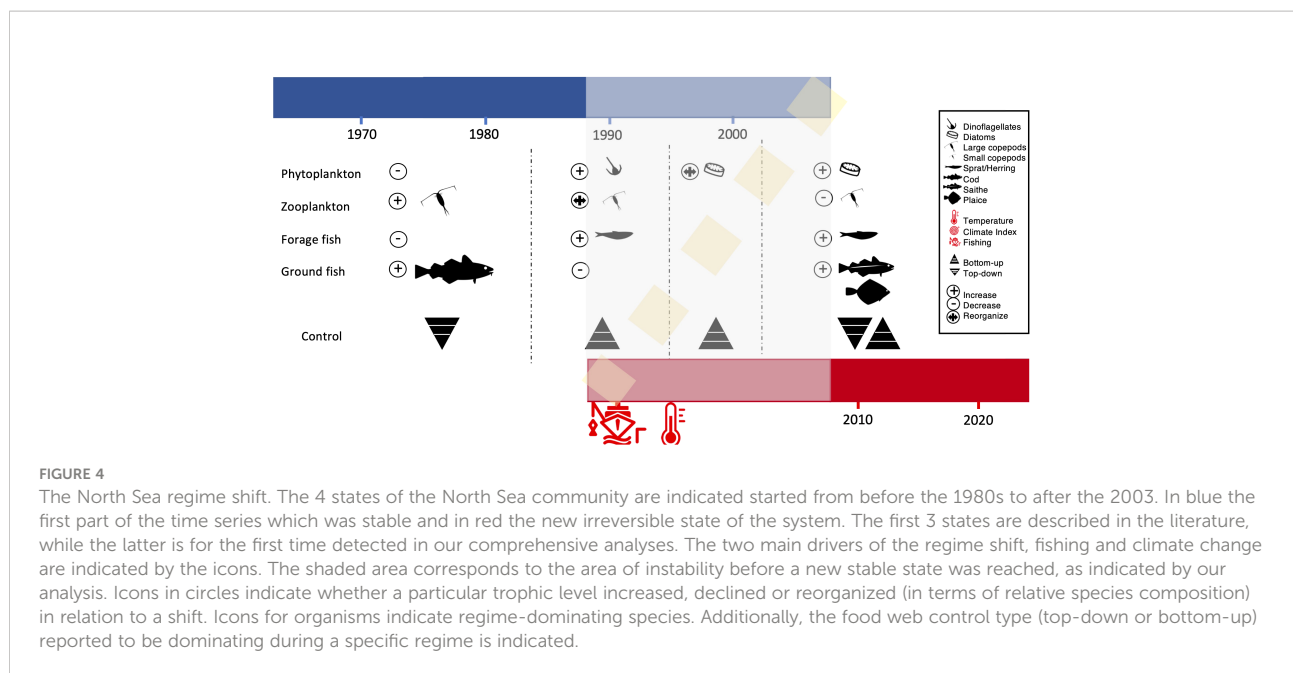 1970
1980
1990
2000
Phytoplankton
Zooplankton
Forage fish
Ground fish
Control
2010
2020
Dinoflagellates
Diatoms
Large copepods
Small copepods
Sprat/Herring
Cod
Saithe
Plaice
Temperature
Climate Index
Fishing
Bottom-up
Top-down
Increase
Decrease
Reorganize
FIGURE 4
The North Sea regime shift. The 4 states of the North Sea community are indicated started from before the 1980s to after the 2003. In blue the
first part of the time series which was stable and in red the new irreversible state of the system. The first 3 states are described in the literature,
while the latter is for the first time detected in our comprehensive analyses. The two main drivers of the regime shift, fishing and climate change
are indicated by the icons. The shaded area corresponds to the area of instability before a new stable state was reached, as indicated by our
analysis. Icons in circles indicate whether a particular trophic level increased, declined or reorganized (in terms of relative species composition)
in relation to a shift. Icons for organisms indicate regime-dominating species. Additionally, the food web control type (top-down or bottom-up)
reported to be dominating during a specific regime is indicated.